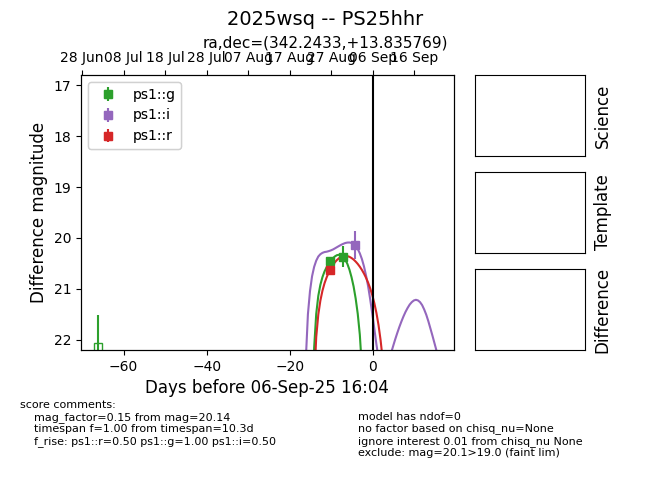 2025wsq -- PS25hhr
ra,dec=(342.2433,+13.835769)
28 Jun 08 Jul 18 Jul 28 Jul 07 Aug 17 Aug 27 Aug 06 Sep 16 Sep
17
18
19
20
21
22
Difference magnitude
ps1::g
ps1::i
ps1::r
−60 −40 −20 0
Days before 06-Sep-25 16:04
Science
Template
Difference
score comments:
mag_factor=0.15 from mag=20.14
timespan f=1.00 from timespan=10.3d
f_rise: ps1::r=0.50 ps1::g=1.00 ps1::i=0.50
model has ndof=0
no factor based on chisq_nu=None
ignore interest 0.01 from chisq_nu None
exclude: mag=20.1>19.0 (faint lim)